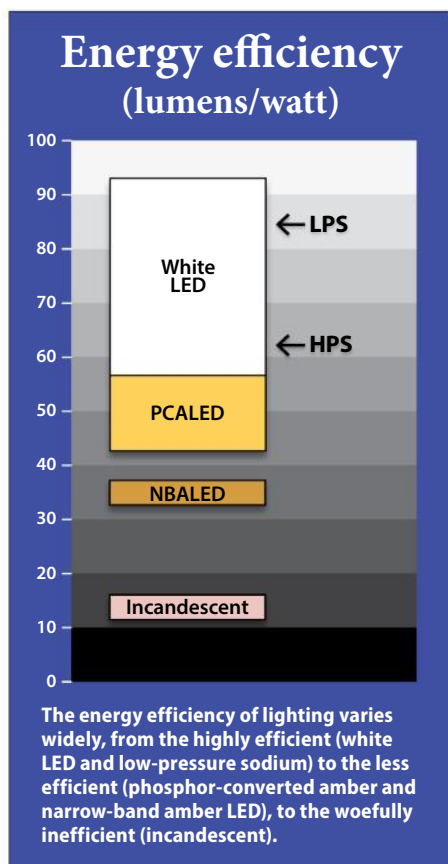 Energy efficiency
(lumens/watt)
100
90
← LPS
80
White
LED
70
← HPS
60
50
PCALED
40
NBALED
30
20
Incandescent
10
0
The energy efficiency of lighting varies
widely, from the highly efficient (white
LED and low-pressure sodium) to the less
efficient (phosphor-converted amber and
narrow-band amber LED), to the woefully
inefficient (incandescent).